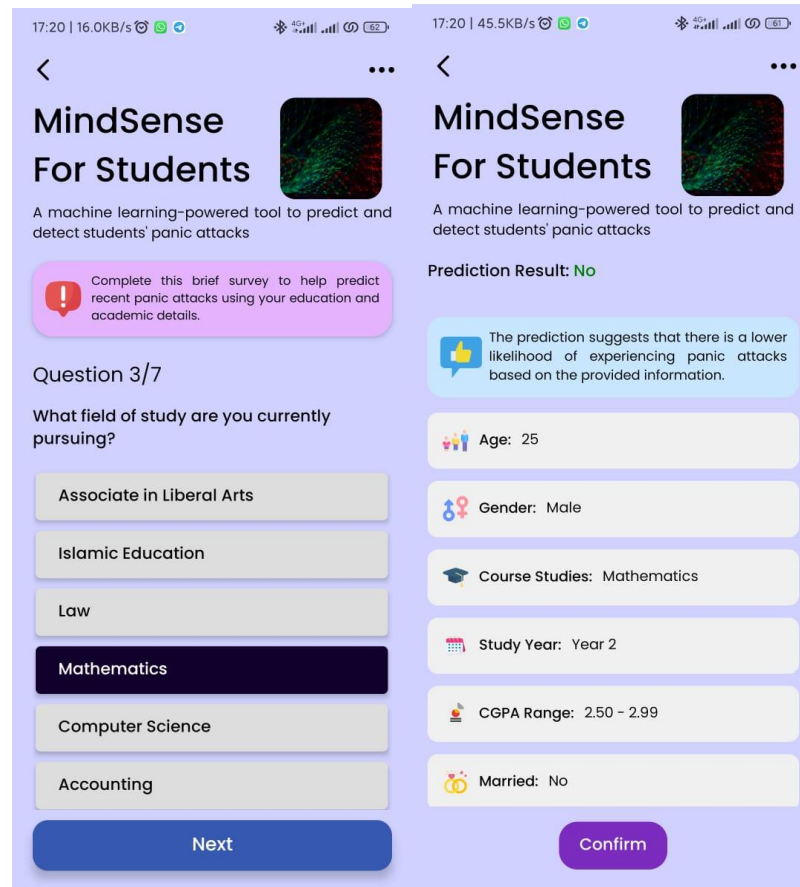 17:20 | 16.0KB/s
4G+
62
MindSense
For Students
A machine learning-powered tool to predict and
detect students' panic attacks
Complete this brief survey to help predict
recent panic attacks using your education and
academic details.
Question 3/7
What field of study are you currently
pursuing?
Associate in Liberal Arts
Islamic Education
Law
Mathematics
Computer Science
Accounting
Next
17:20 | 45.5KB/s
4G+
61
MindSense
For Students
A machine learning-powered tool to predict and
detect students' panic attacks
Prediction Result: No
The prediction suggests that there is a lower
likelihood of experiencing panic attacks
based on the provided information.
Age: 25
Gender: Male
Course Studies: Mathematics
Study Year: Year 2
CGPA Range: 2.50 - 2.99
Married: No
Confirm